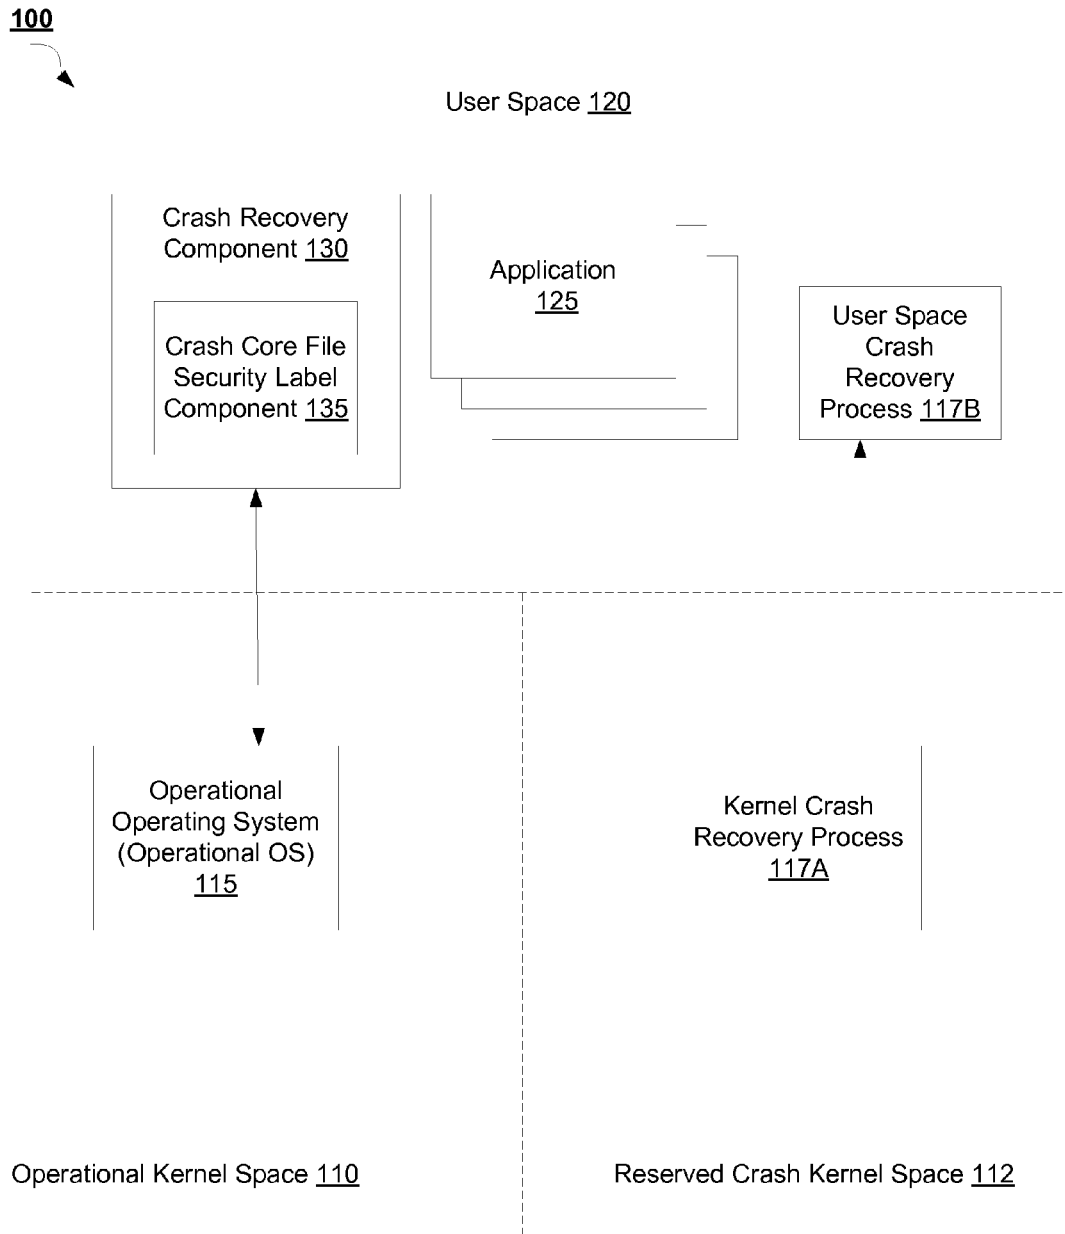 100
User Space 120
Crash Recovery
Component 130
Crash Core File
Security Label
Component 135
Application
125
User Space
Crash
Recovery
Process 117B
Operational
Operating System
(Operational OS)
115
Kernel Crash
Recovery Process
117A
Operational Kernel Space 110
Reserved Crash Kernel Space 112